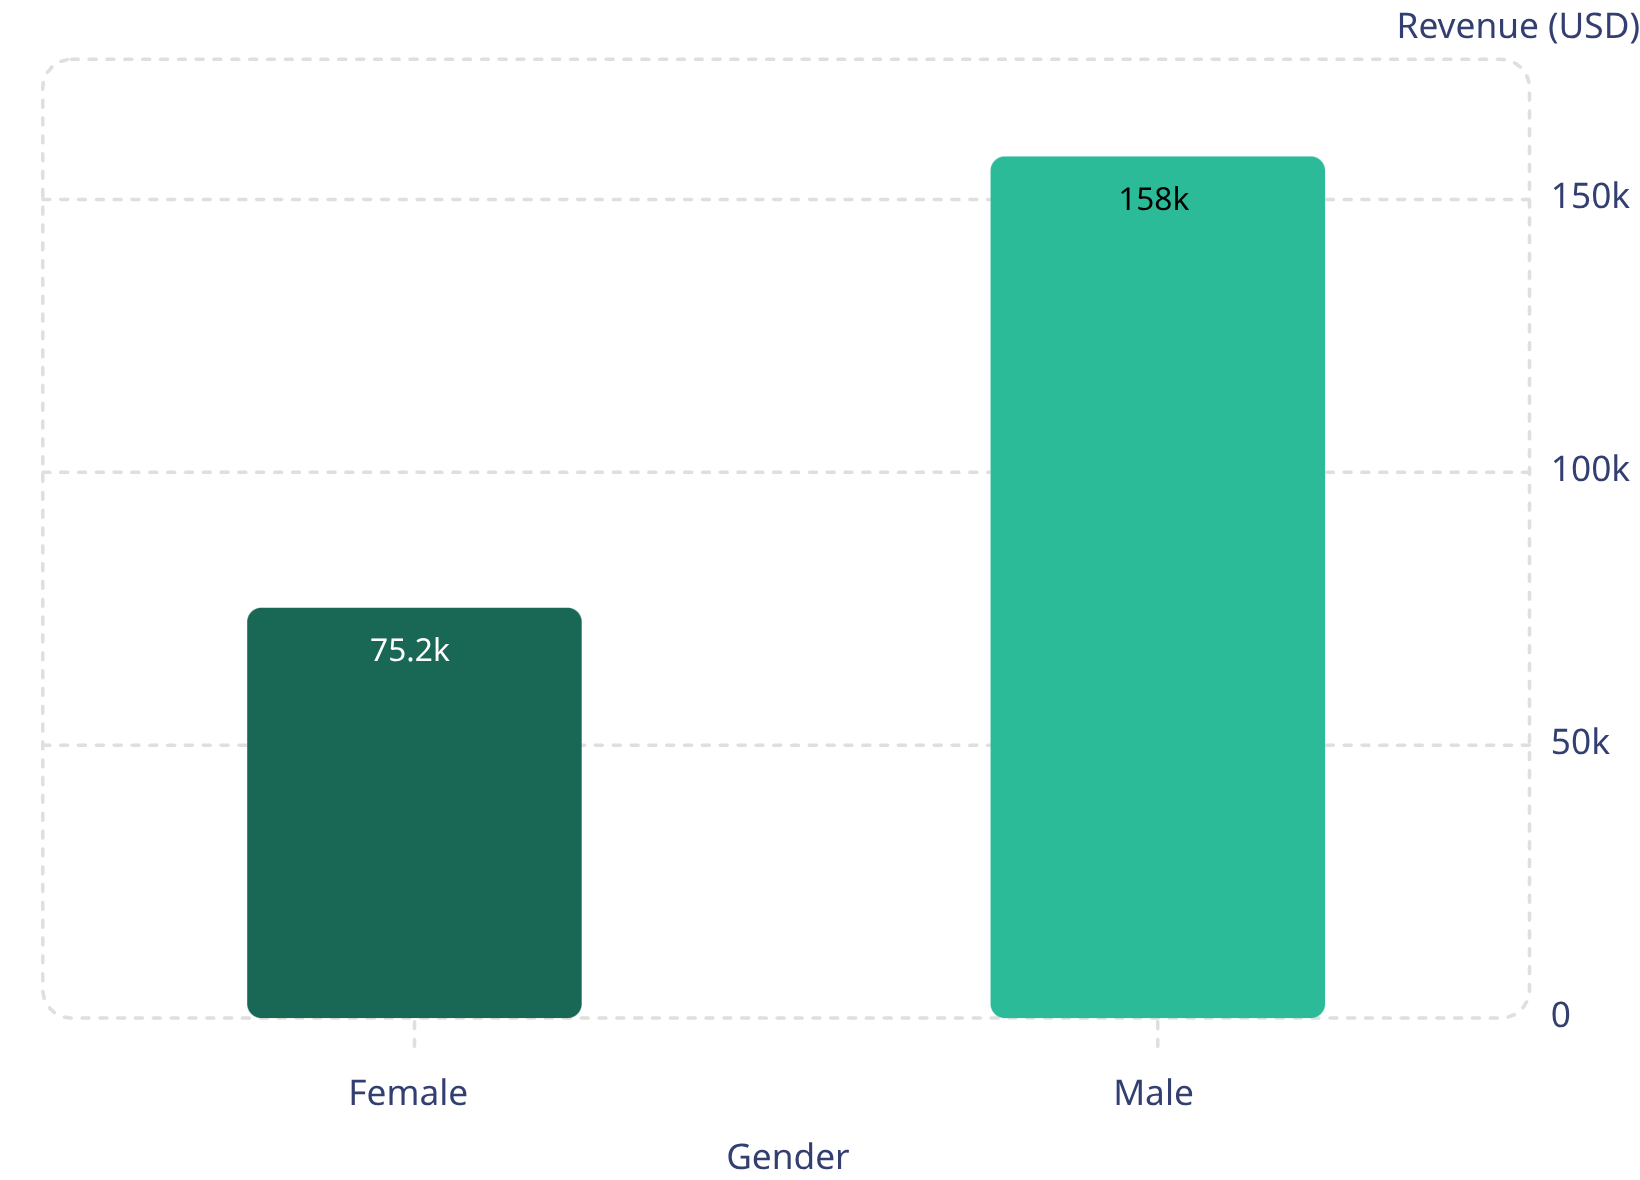 Revenue (USD)
158k
150k
100k
75.2k
50k
0
Female
Male
Gender